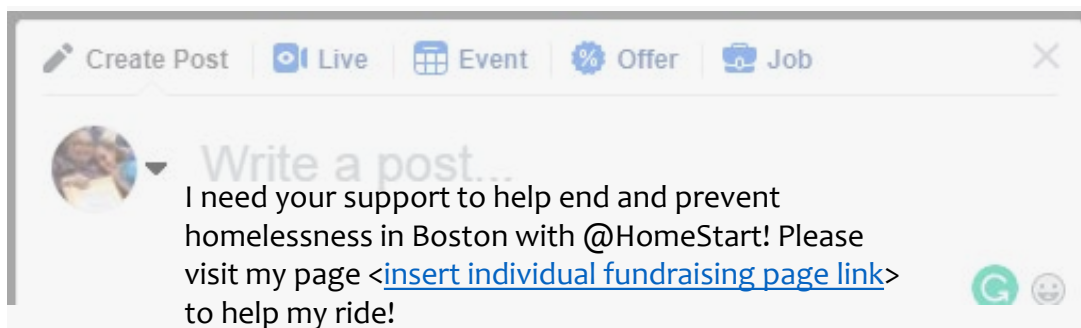 Create Post Live Event Offer Job
Write a post...
I need your support to help end and prevent
homelessness in Boston with @HomeStart! Please
visit my page <insert individual fundraising page link>
to help my ride!